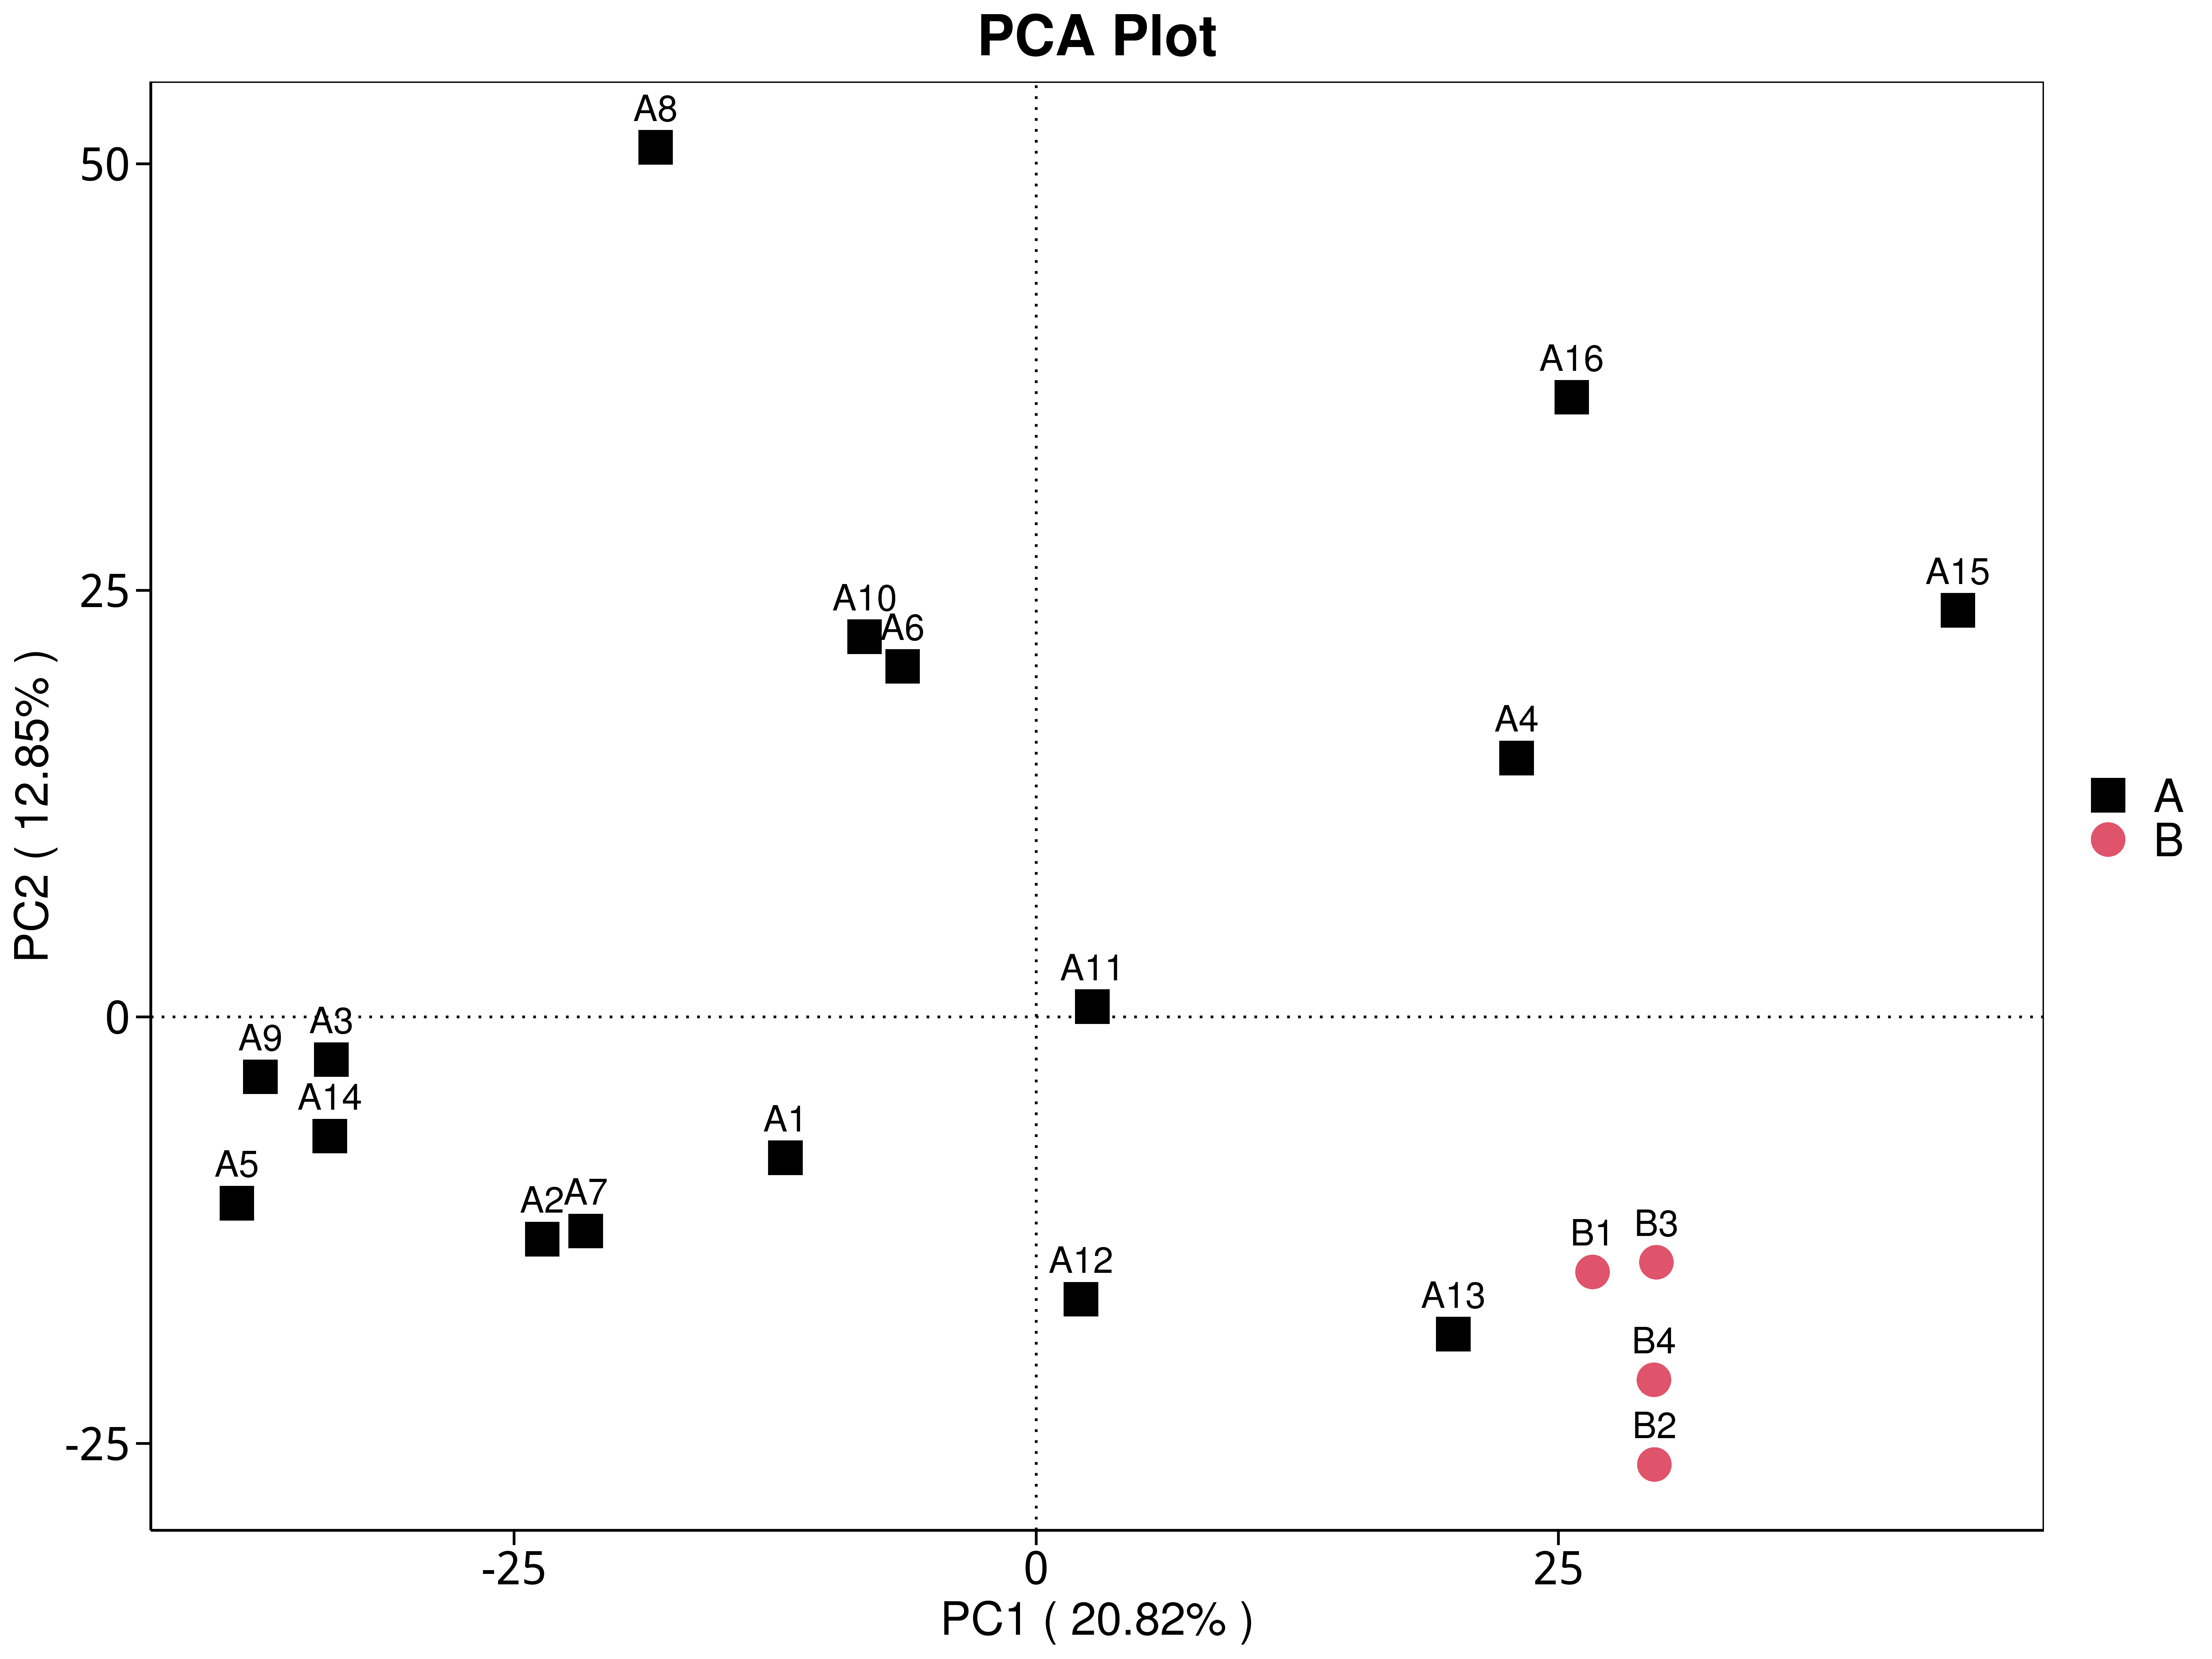 PCA Plot
A8
50
A16
A15
25
A10
A6
A4
A
B
PC2 ( 12.85% )
A11
0
A3
A9
A14
A1
A5
A7
A2
B3
B1
A12
A13
B4
B2
-25
-25 0 25
PC1 ( 20.82% )